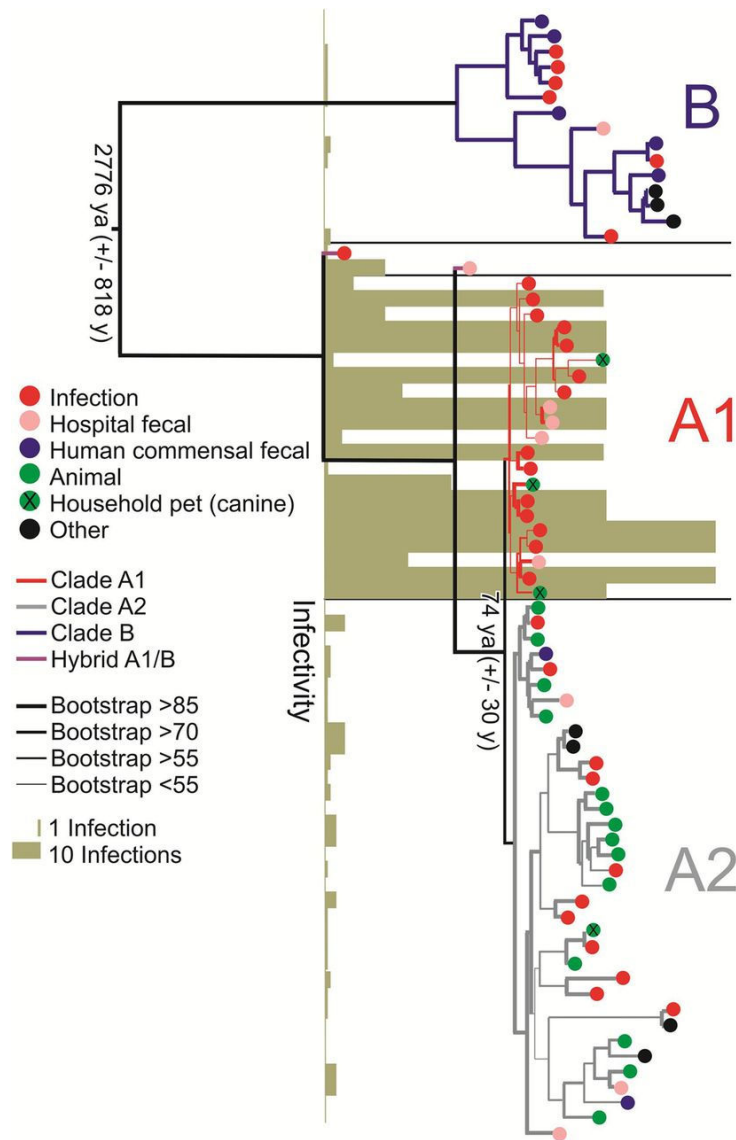 B
2776 ya (+/- 818 y)
A1
Infection
Hospital fecal
Human commensal fecal
Animal
X Household pet (canine)
Other
Clade A1
Clade A2
Clade B
Hybrid A1/B
Infectivity
74 ya (+/- 30 y)
Bootstrap >85
Bootstrap >70
Bootstrap >55
Bootstrap <55
1 Infection
10 Infections
A2
X
X
X
X